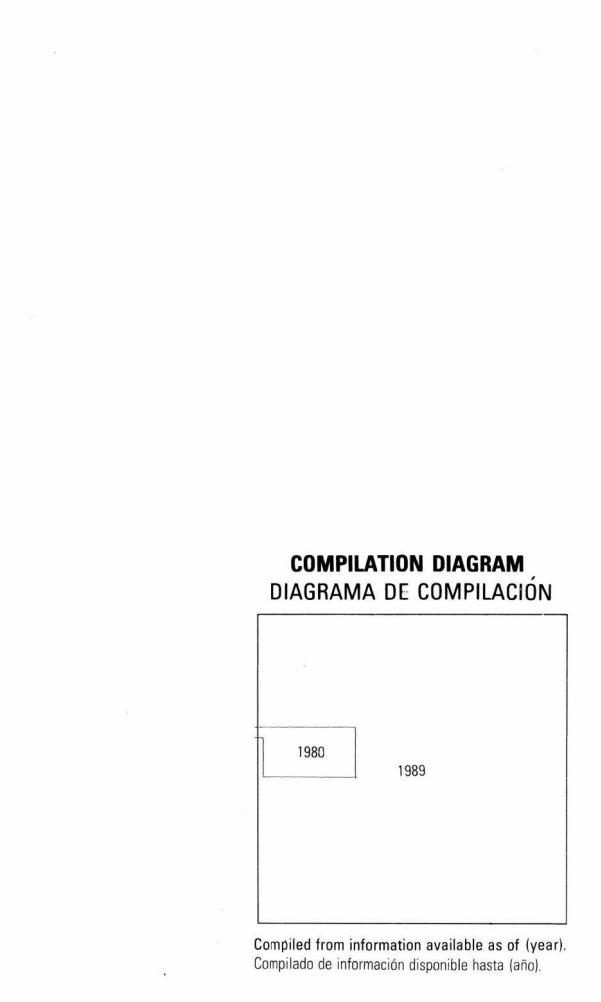 COMPILATION DIAGRAM
DIAGRAMA DE COMPILACIÓN
1980
1989
Compiled from information available as of (year).
Compilado de información disponible hasta (año).